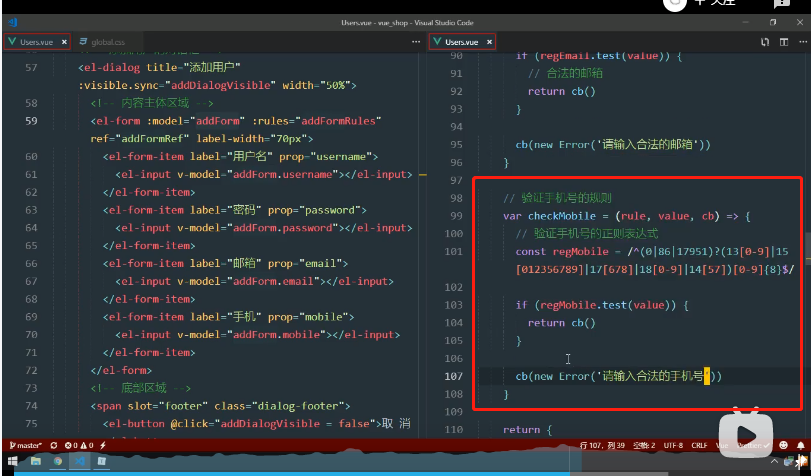 Users.vue - vue_shop - Visual Studio Code
Users.vue ×
global.css
57 <el-dialog title="添加用户"
:visible.sync="addDialogVisible" width="50%">
58 <!-- 内容主体区域 -->
59 <el-form :model="addForm" :rules="addFormRules"
ref="addFormRef" label-width="70px">
60 <el-form-item label="用户名" prop="username">
61 <el-input v-model="addForm.username"></el-input>
62 </el-form-item>
63 <el-form-item label="密码" prop="password">
64 <el-input v-model="addForm.password"></el-input>
65 </el-form-item>
66 <el-form-item label="邮箱" prop="email">
67 <el-input v-model="addForm.email"></el-input>
68 </el-form-item>
69 <el-form-item label="手机" prop="mobile">
70 <el-input v-model="addForm.mobile"></el-input>
71 </el-form-item>
72 </el-form>
73 <!-- 底部区域 -->
74 <span slot="footer" class="dialog-footer">
75 <el-button @click="addDialogVisible = false">取 消
Users.vue ×
90 if (regEmail.test(value)) {
91 // 合法的邮箱
92 return cb()
93 }
94
95 cb(new Error('请输入合法的邮箱'))
96 }
97
98 // 验证手机号的规则
99 var checkMobile = (rule, value, cb) => {
100 // 验证手机号的正则表达式
101 const regMobile = /^(0|86|17951)?(13[0-9]|15
[012356789]|17[678]|18[0-9]|14[57])[0-9]{8}$/
102
103 if (regMobile.test(value)) {
104 return cb()
105 }
106
107 cb(new Error('请输入合法的手机号'))
108 }
109
110 return {
master*
0
0
行 107, 列 39
空格: 2
UTF-8
CRLF
Vue